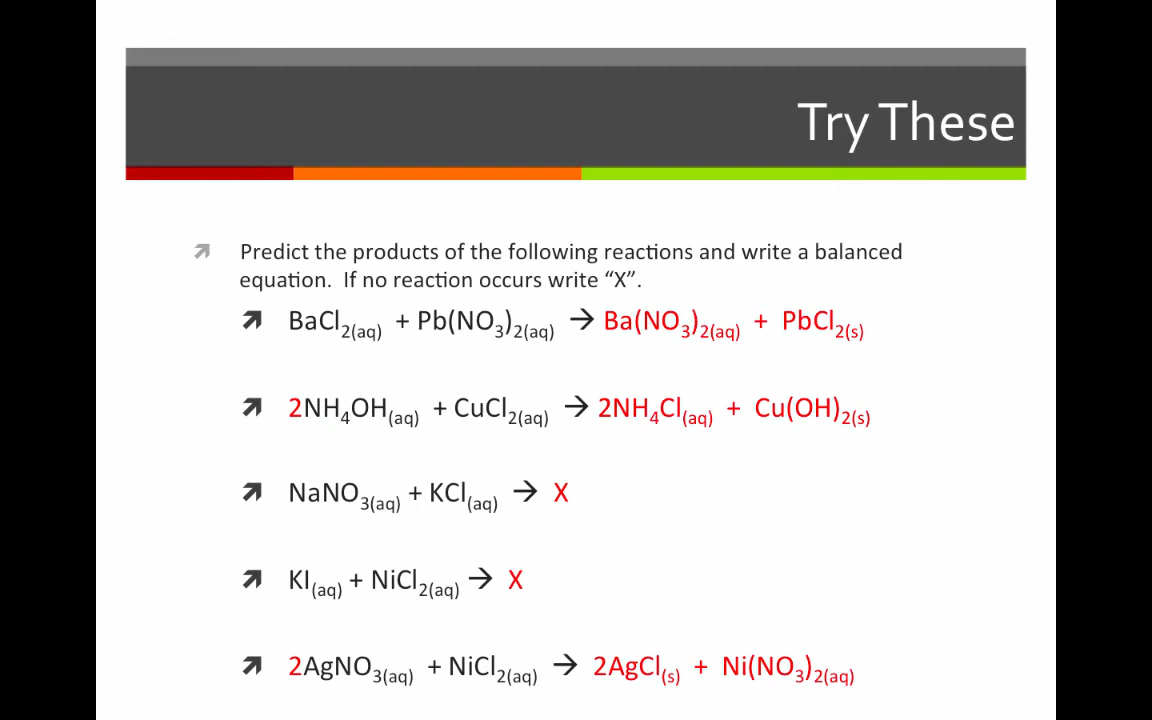 Try These
Predict the products of the following reactions and write a balanced
equation. If no reaction occurs write “X”.
BaCl₂(aq) + Pb(NO₃)₂(aq) → Ba(NO₃)₂(aq) + PbCl₂(s)
2NH₄OH(aq) + CuCl₂(aq) → 2NH₄Cl(aq) + Cu(OH)₂(s)
NaNO₃(aq) + KCl(aq) → X
KI(aq) + NiCl₂(aq) → X
2AgNO₃(aq) + NiCl₂(aq) → 2AgCl(s) + Ni(NO₃)₂(aq)